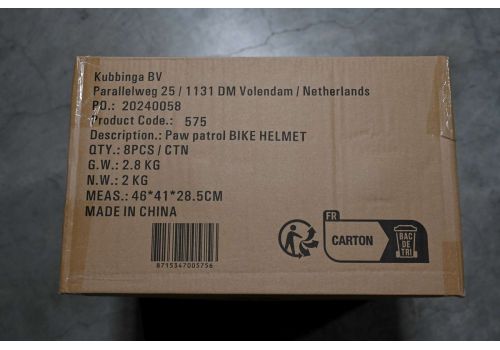 Kubbinga BV
Parallelweg 25 / 1131 DM Volendam / Netherlands
PO.: 20240058
Product Code.: 575
Description.: Paw patrol BIKE HELMET
QTY.: 8PCS / CTN
G.W.: 2.8 KG
N.W.: 2 KG
MEAS.: 46*41*28.5CM
MADE IN CHINA
8715347005756
FR
CARTON
BAC
DE
TRI